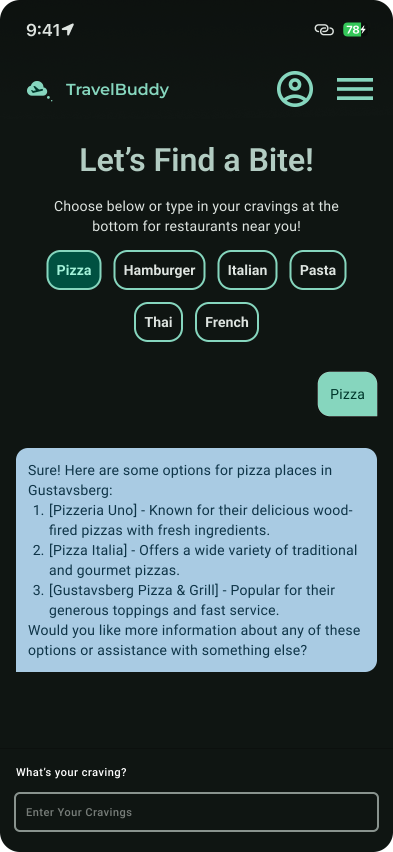 9:41
78
TravelBuddy
Let’s Find a Bite!
Choose below or type in your cravings at the
bottom for restaurants near you!
Pizza
Hamburger
Italian
Pasta
Thai
French
Pizza
Sure! Here are some options for pizza places in
Gustavsberg:
1. [Pizzeria Uno] - Known for their delicious wood-
fired pizzas with fresh ingredients.
2. [Pizza Italia] - Offers a wide variety of traditional
and gourmet pizzas.
3. [Gustavsberg Pizza & Grill] - Popular for their
generous toppings and fast service.
Would you like more information about any of these
options or assistance with something else?
What’s your craving?
Enter Your Cravings